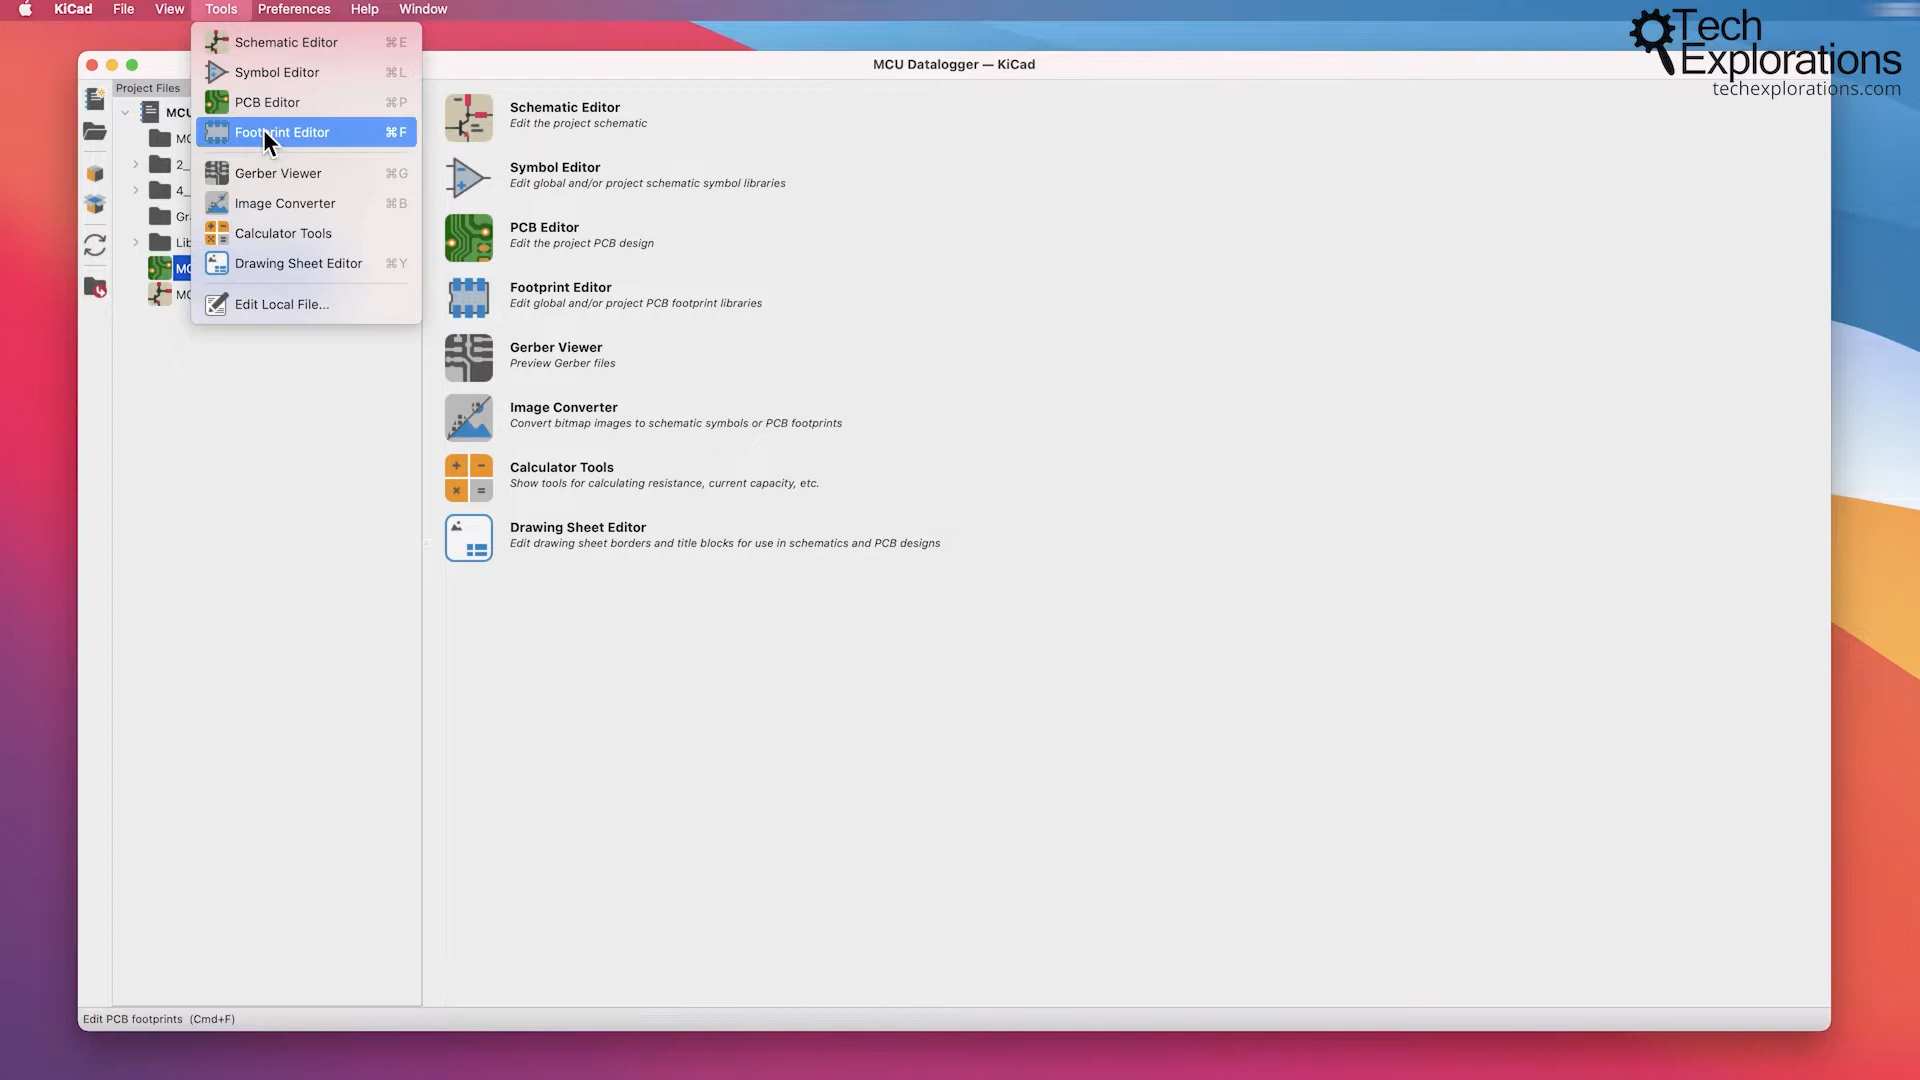 KiCad File View Tools Preferences Help Window
Tech
Explorations
techexplorations.com
MCU Datalogger — KiCad
Schematic Editor ⌘E
Symbol Editor ⌘L
PCB Editor ⌘P
Footprint Editor ⌘F
Gerber Viewer ⌘G
Image Converter ⌘B
Calculator Tools
Drawing Sheet Editor ⌘Y
Edit Local File...
Project Files
MCU
2_
4_
Schematic Editor
Edit the project schematic
Symbol Editor
Edit global and/or project schematic symbol libraries
PCB Editor
Edit the project PCB design
Footprint Editor
Edit global and/or project PCB footprint libraries
Gerber Viewer
Preview Gerber files
Image Converter
Convert bitmap images to schematic symbols or PCB footprints
Calculator Tools
Show tools for calculating resistance, current capacity, etc.
Drawing Sheet Editor
Edit drawing sheet borders and title blocks for use in schematics and PCB designs
Edit PCB footprints (Cmd+F)